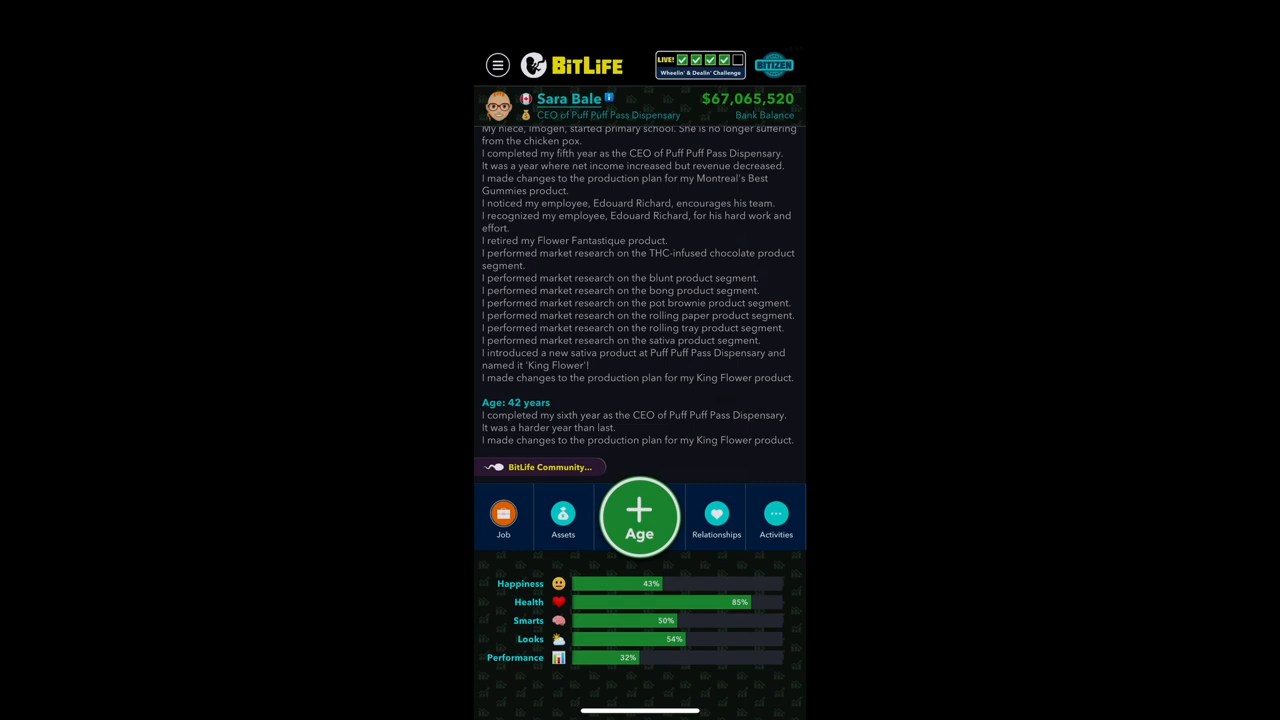 BITLIFE
LIVE!
Wheelin' & Dealin' Challenge
BITIZEN
Sara Bale
$67,065,520
CEO of Puff Puff Pass Dispensary
Bank Balance
My niece, Imogen, started primary school. She is no longer suffering
from the chicken pox.
I completed my fifth year as the CEO of Puff Puff Pass Dispensary.
It was a year where net income increased but revenue decreased.
I made changes to the production plan for my Montreal's Best
Gummies product.
I noticed my employee, Edouard Richard, encourages his team.
I recognized my employee, Edouard Richard, for his hard work and
effort.
I retired my Flower Fantastique product.
I performed market research on the THC-infused chocolate product
segment.
I performed market research on the blunt product segment.
I performed market research on the bong product segment.
I performed market research on the pot brownie product segment.
I performed market research on the rolling paper product segment.
I performed market research on the rolling tray product segment.
I performed market research on the sativa product segment.
I introduced a new sativa product at Puff Puff Pass Dispensary and
named it 'King Flower'!
I made changes to the production plan for my King Flower product.
Age: 42 years
I completed my sixth year as the CEO of Puff Puff Pass Dispensary.
It was a harder year than last.
I made changes to the production plan for my King Flower product.
BitLife Community...
Job
Assets
+
Age
Relationships
Activities
Happiness 43%
Health 85%
Smarts 50%
Looks 54%
Performance 32%